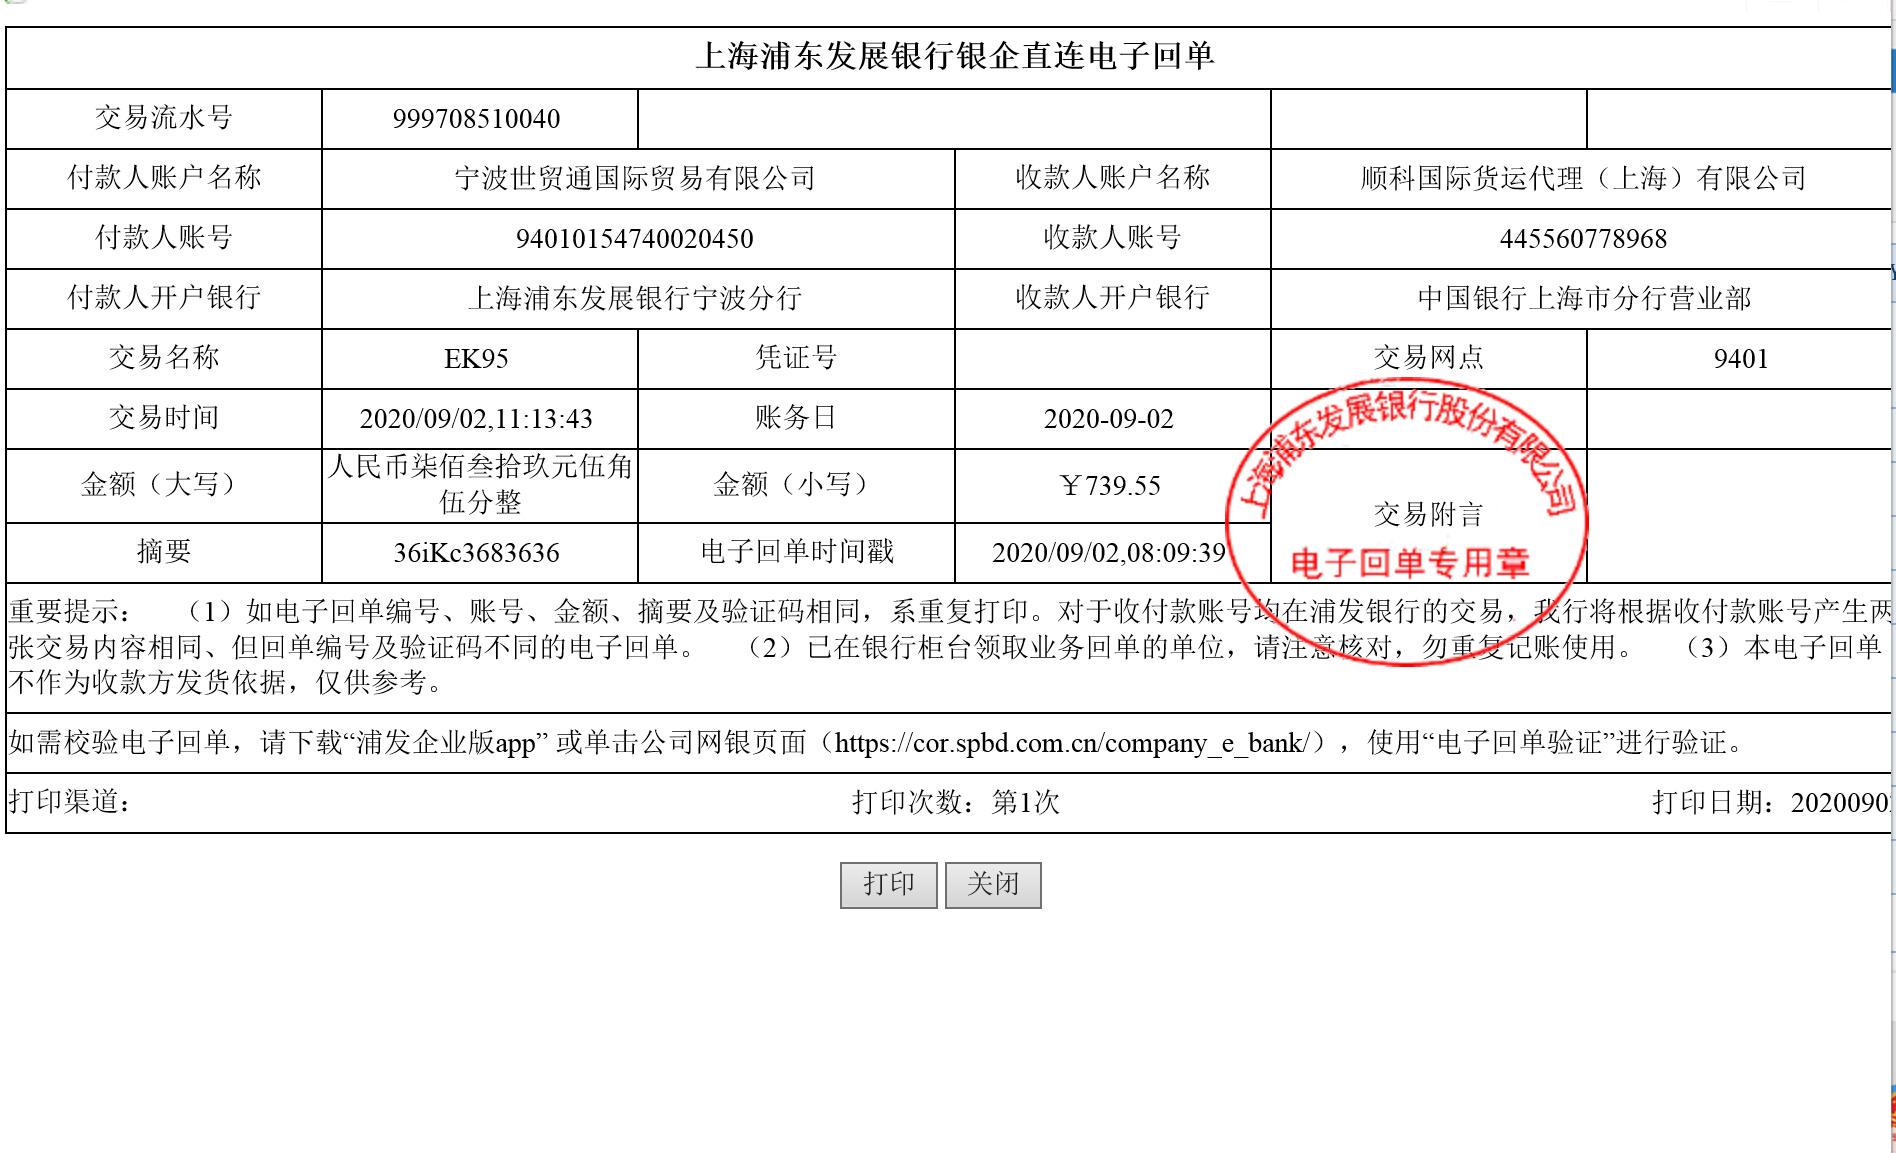 上海浦东发展银行银企直连电子回单
交易流水号 999708510040
付款人账户名称 宁波世贸通国际贸易有限公司 收款人账户名称 顺科国际货运代理（上海）有限公司
付款人账号 94010154740020450 收款人账号 445560778968
付款人开户银行 上海浦东发展银行宁波分行 收款人开户银行 中国银行上海市分行营业部
交易名称 EK95 凭证号 交易网点 9401
交易时间 2020/09/02,11:13:43 账务日 2020-09-02
金额（大写） 人民币柒佰叁拾玖元伍角
伍分整 金额（小写） ￥739.55 交易附言
摘要 36iKc3683636 电子回单时间戳 2020/09/02,08:09:39
上海浦东发展银行股份有限公司
电子回单专用章
重要提示： （1）如电子回单编号、账号、金额、摘要及验证码相同，系重复打印。对于收付款账号均在浦发银行的交易，我行将根据收付款账号产生两
张交易内容相同、但回单编号及验证码不同的电子回单。 （2）已在银行柜台领取业务回单的单位，请注意核对，勿重复记账使用。 （3）本电子回单
不作为收款方发货依据，仅供参考。
如需校验电子回单，请下载“浦发企业版app” 或单击公司网银页面（https://cor.spbd.com.cn/company_e_bank/），使用“电子回单验证”进行验证。
打印渠道： 打印次数：第1次 打印日期：2020090
打印 关闭